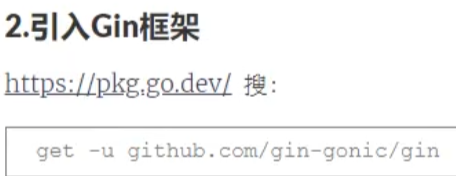 2.引入Gin框架
https://pkg.go.dev/ 搜：
get -u github.com/gin-gonic/gin